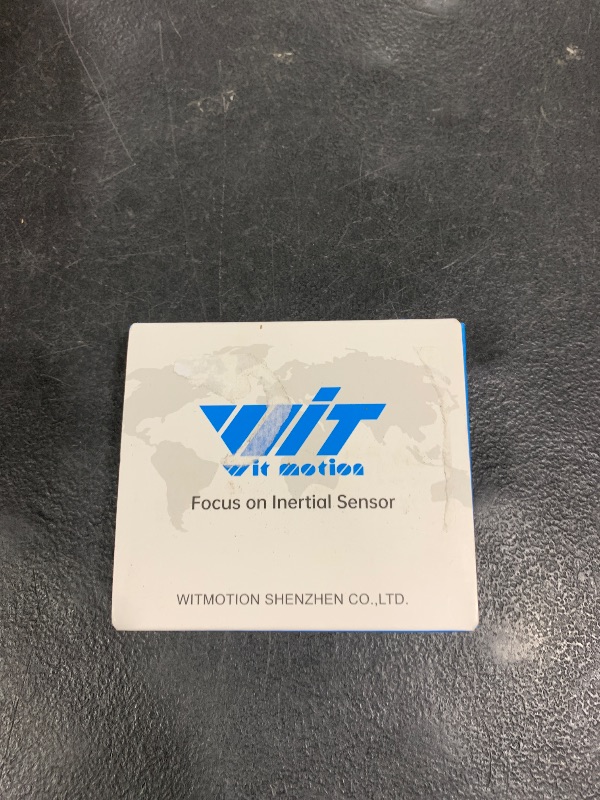 WIT
wit motion
Focus on Inertial Sensor
WITMOTION SHENZHEN CO.,LTD.